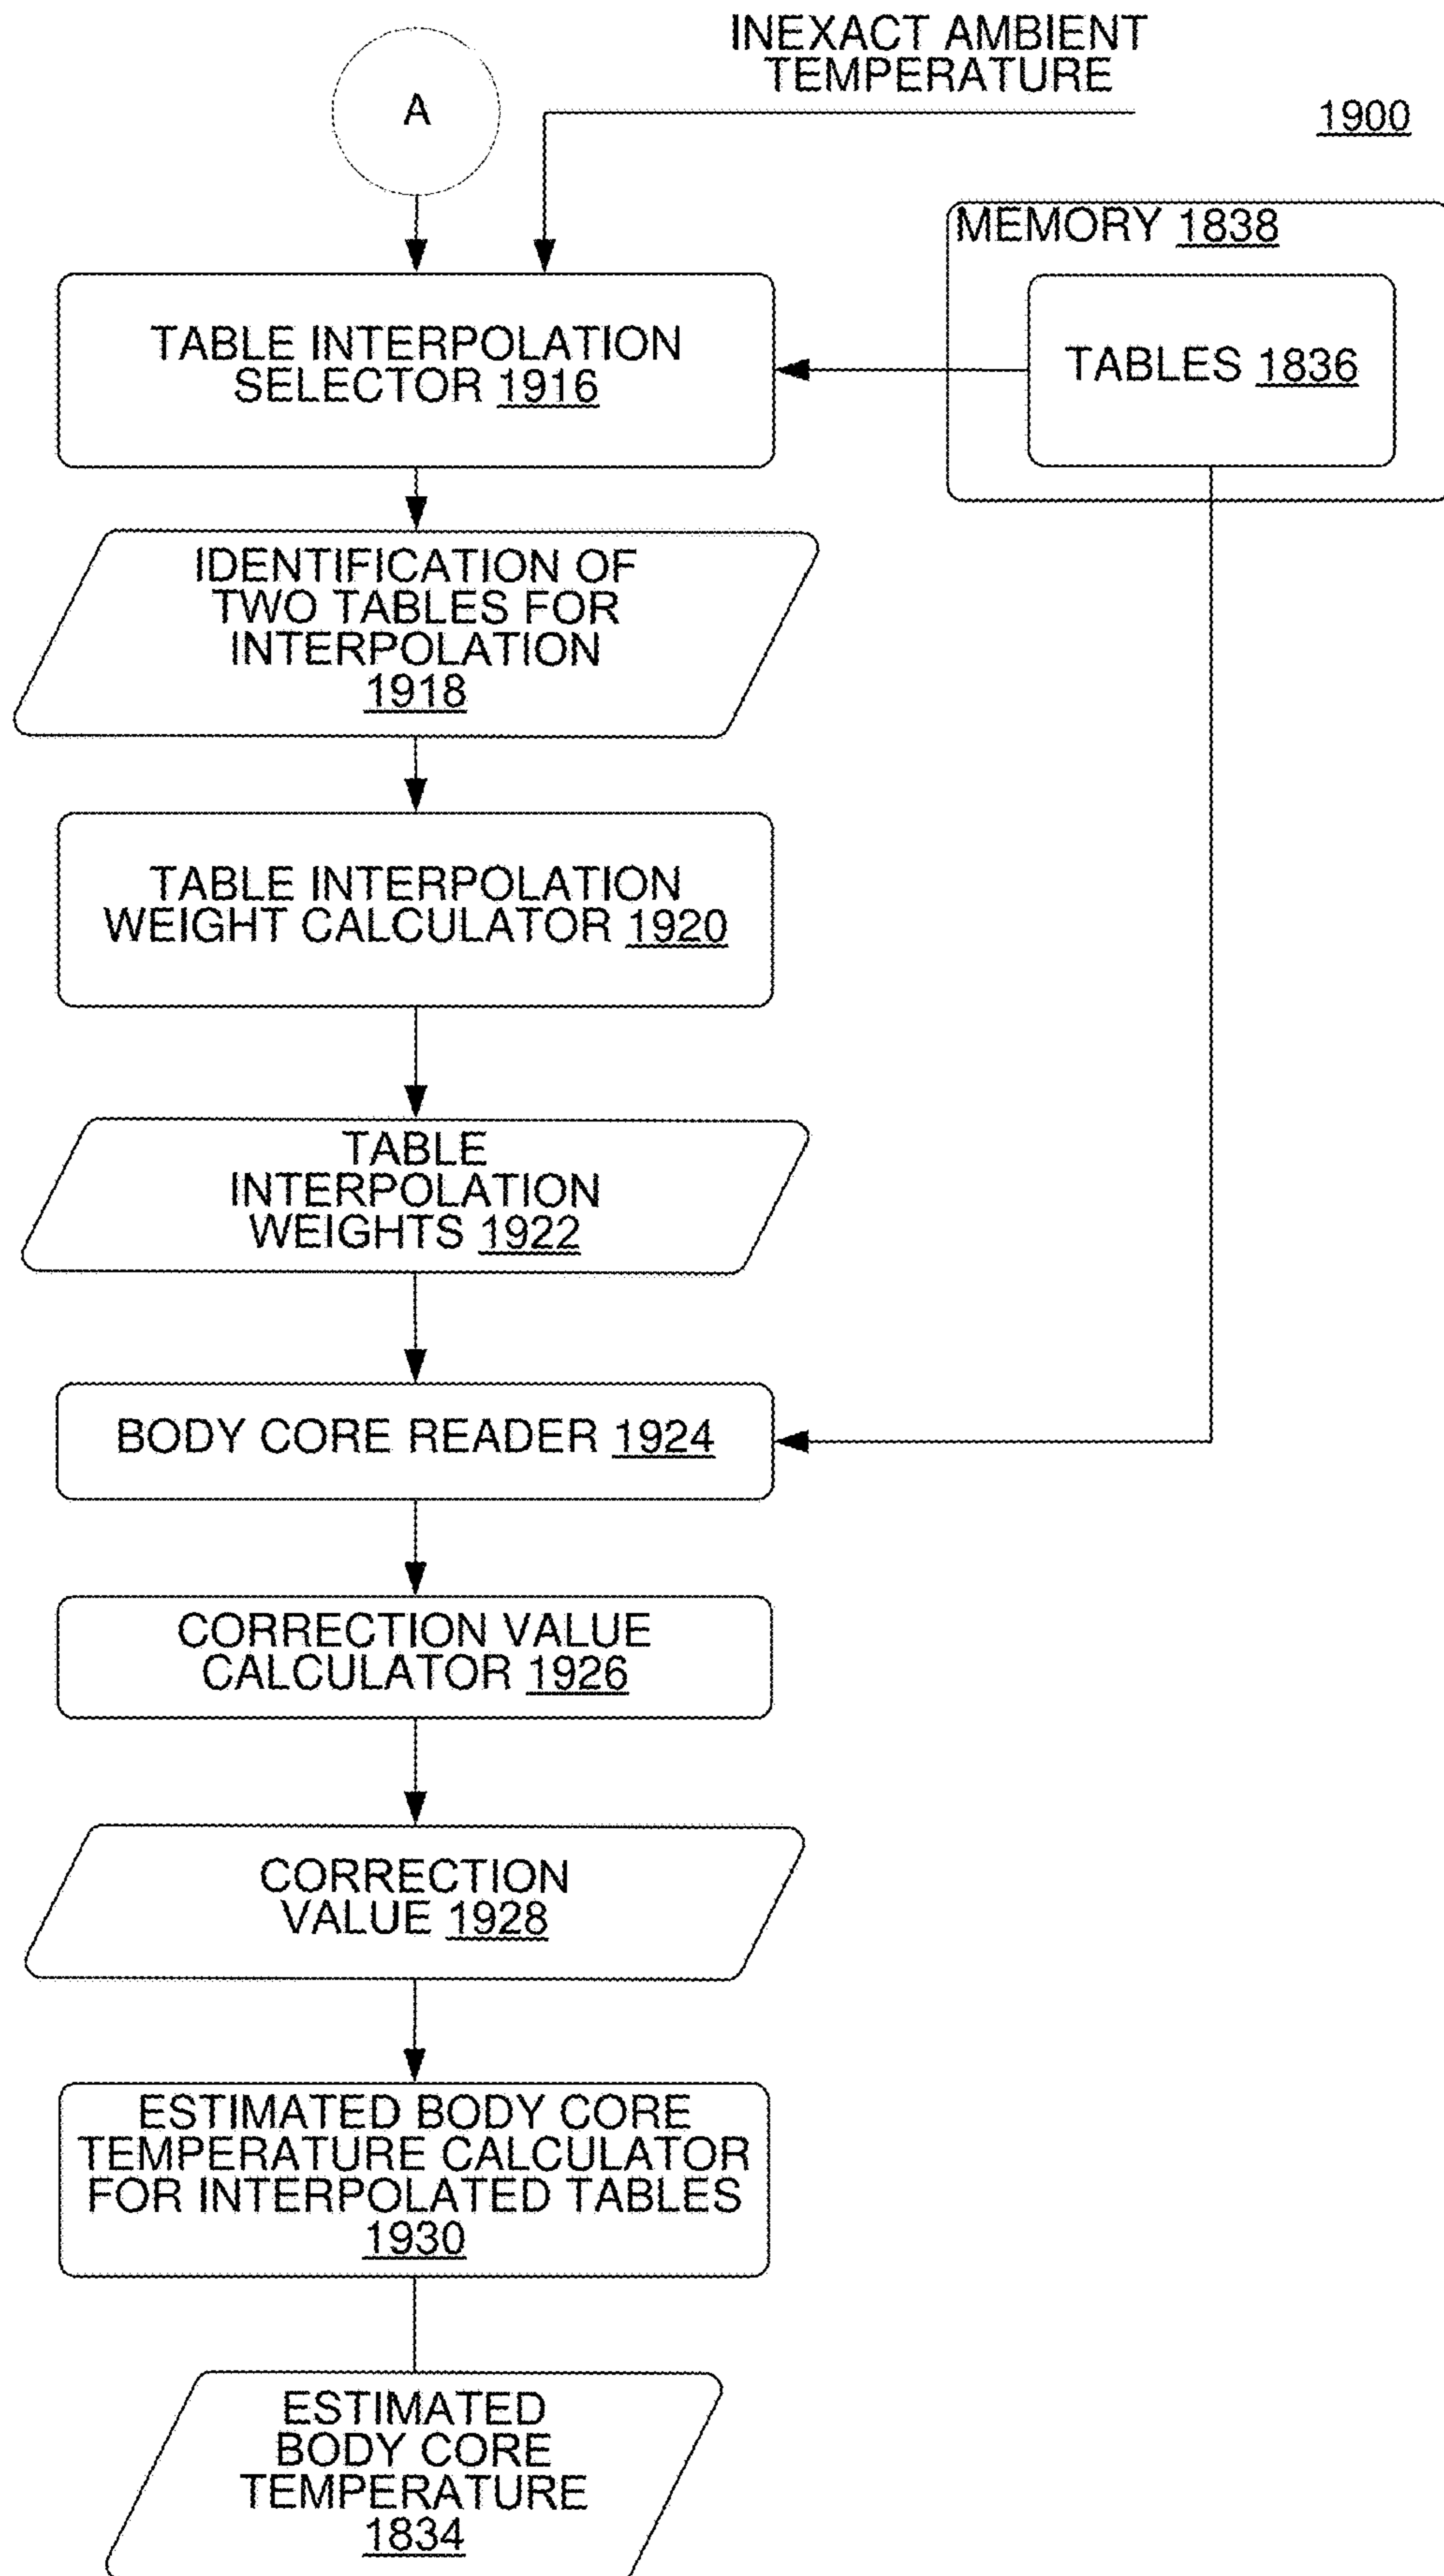 INEXACT AMBIENT
TEMPERATURE
A
1900
MEMORY 1838
TABLE INTERPOLATION
SELECTOR 1916
TABLES 1836
IDENTIFICATION OF
TWO TABLES FOR
INTERPOLATION
1918
TABLE INTERPOLATION
WEIGHT CALCULATOR 1920
TABLE
INTERPOLATION
WEIGHTS 1922
BODY CORE READER 1924
CORRECTION VALUE
CALCULATOR 1926
CORRECTION
VALUE 1928
ESTIMATED BODY CORE
TEMPERATURE CALCULATOR
FOR INTERPOLATED TABLES
1930
ESTIMATED
BODY CORE
TEMPERATURE
1834